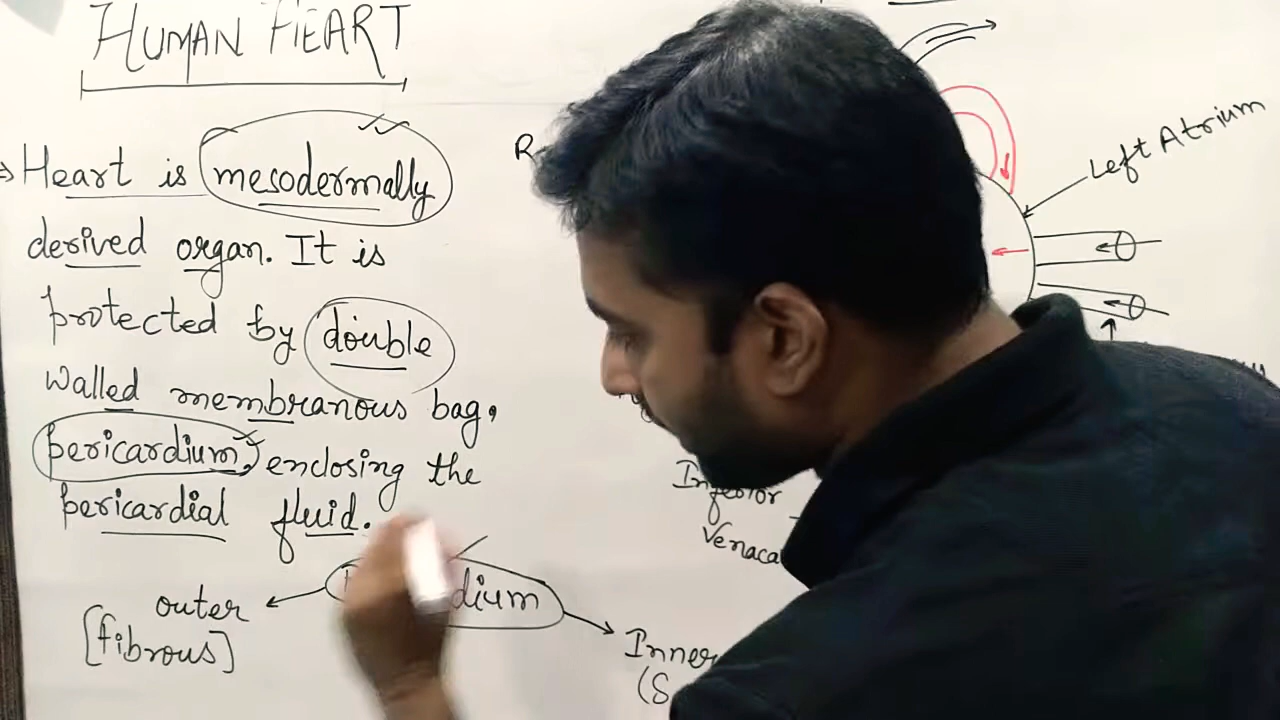 HUMAN HEART
Heart is mesodermally
derived organ. It is
protected by double
walled membranous bag,
pericardium, enclosing the
pericardial fluid.
outer
[fibrous]
dium
Inner
(S
R
Left Atrium
Inferior
Venaca